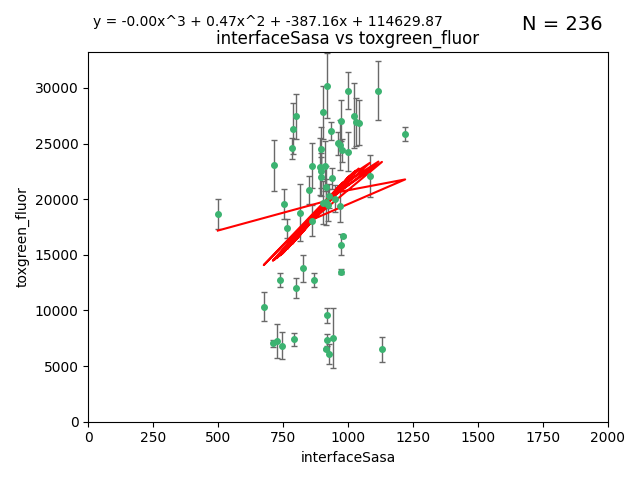 y = -0.00x^3 + 0.47x^2 + -387.16x + 114629.87
N = 236
interfaceSasa vs toxgreen_fluor
30000
25000
20000
15000
10000
5000
0
toxgreen_fluor
0 250 500 750 1000 1250 1500 1750 2000
interfaceSasa